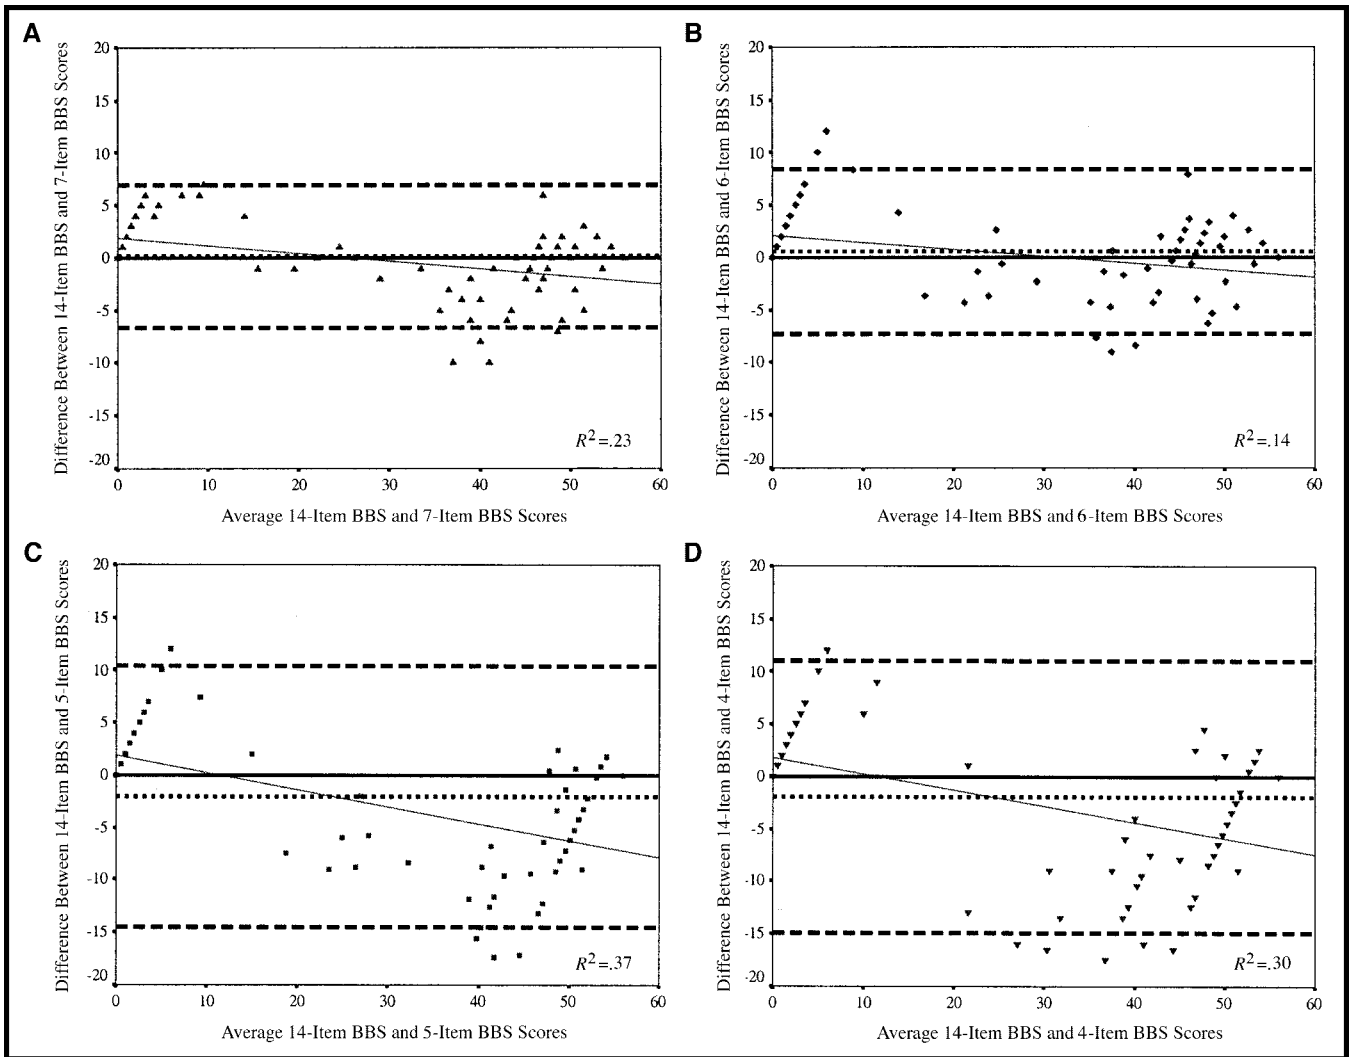 A
Difference Between 14-Item BBS and 7-Item BBS Scores
20
15
10
5
0
-5
-10
-15
-20
R²=.23
0 10 20 30 40 50 60
Average 14-Item BBS and 7-Item BBS Scores
B
Difference Between 14-Item BBS and 6-Item BBS Scores
20
15
10
5
0
-5
-10
-15
-20
R²=.14
0 10 20 30 40 50 60
Average 14-Item BBS and 6-Item BBS Scores
C
Difference Between 14-Item BBS and 5-Item BBS Scores
20
15
10
5
0
-5
-10
-15
-20
R²=.37
0 10 20 30 40 50 60
Average 14-Item BBS and 5-Item BBS Scores
D
Difference Between 14-Item BBS and 4-Item BBS Scores
20
15
10
5
0
-5
-10
-15
-20
R²=.30
0 10 20 30 40 50 60
Average 14-Item BBS and 4-Item BBS Scores